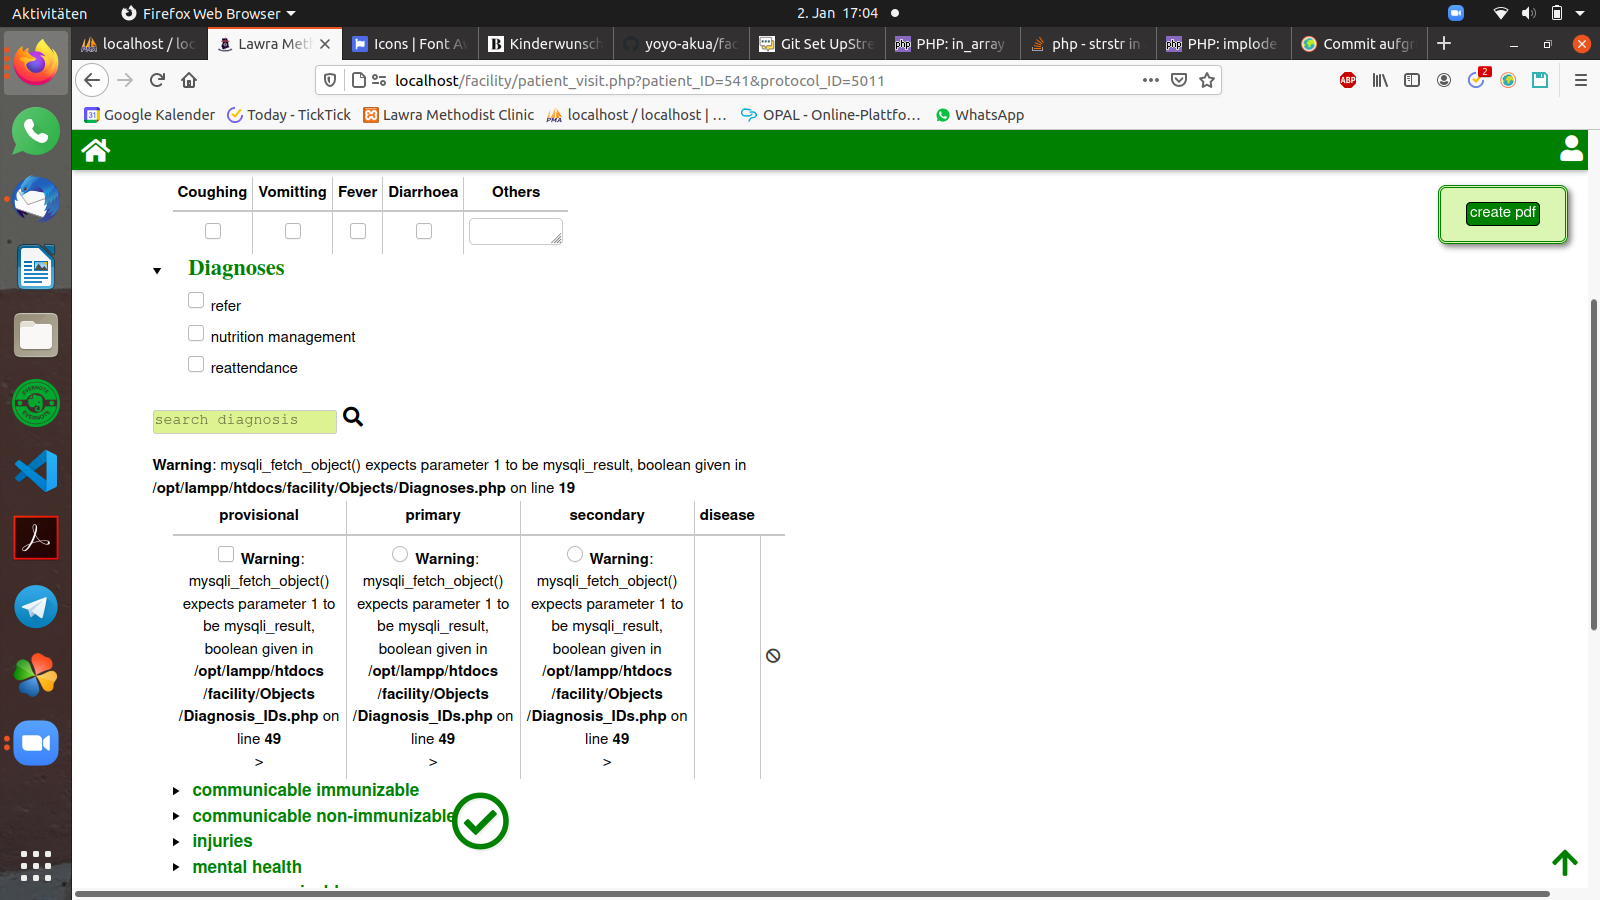 Aktivitäten
Firefox Web Browser
2. Jan 17:04
localhost / loc
Lawra Meth
Icons | Font Aw
Kinderwunsch
yoyo-akua/fac
Git Set UpStre
PHP: in_array
php - strstr in
PHP: implode
Commit aufgr
localhost/facility/patient_visit.php?patient_ID=541&protocol_ID=5011
ABP
2
31 Google Kalender
Today - TickTick
Lawra Methodist Clinic
PMA localhost / localhost | ...
OPAL - Online-Plattfo...
WhatsApp
Coughing Vomitting Fever Diarrhoea Others
create pdf
Diagnoses
refer
nutrition management
reattendance
search diagnosis
Warning: mysqli_fetch_object() expects parameter 1 to be mysqli_result, boolean given in
/opt/lampp/htdocs/facility/Objects/Diagnoses.php on line 19
provisional primary secondary disease
Warning:
mysqli_fetch_object()
expects parameter 1 to
be mysqli_result,
boolean given in
/opt/lampp/htdocs
/facility/Objects
/Diagnosis_IDs.php on
line 49
>
Warning:
mysqli_fetch_object()
expects parameter 1 to
be mysqli_result,
boolean given in
/opt/lampp/htdocs
/facility/Objects
/Diagnosis_IDs.php on
line 49
>
Warning:
mysqli_fetch_object()
expects parameter 1 to
be mysqli_result,
boolean given in
/opt/lampp/htdocs
/facility/Objects
/Diagnosis_IDs.php on
line 49
>
communicable immunizable
communicable non-immunizable
injuries
mental health